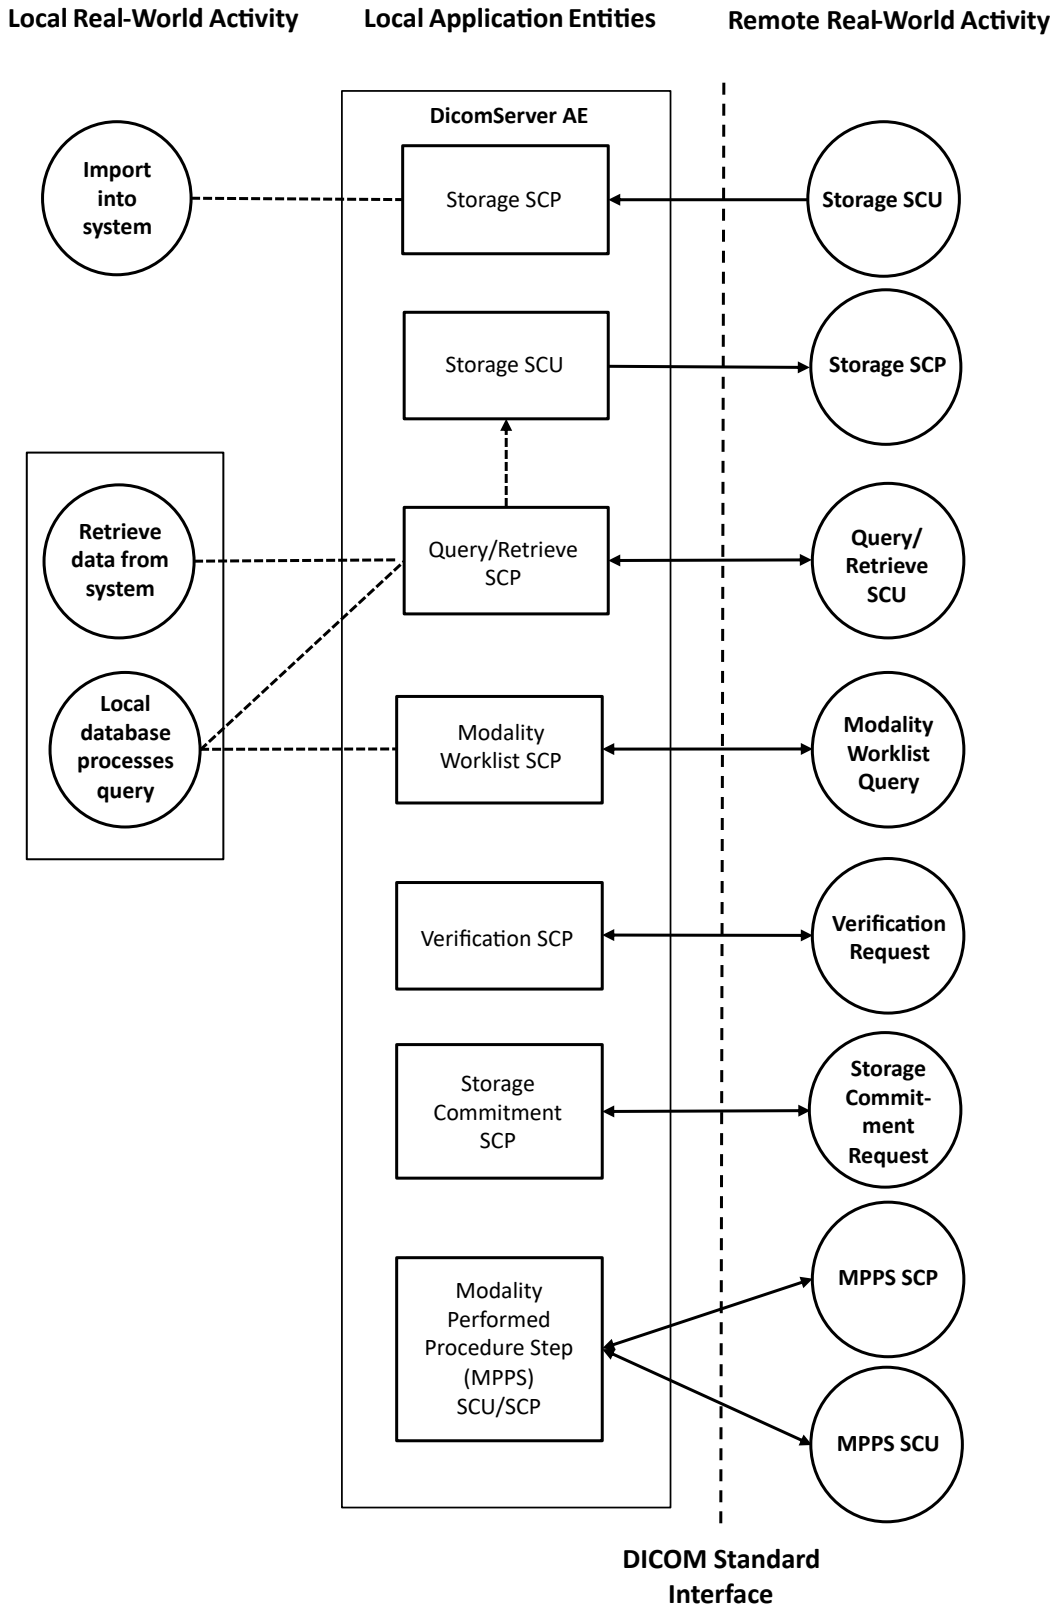 Local Real-World Activity
Local Application Entities
Remote Real-World Activity
DicomServer AE
Import
into
system
Storage SCP
Storage SCU
Storage SCU
Storage SCP
Retrieve
data from
system
Query/Retrieve
SCP
Query/
Retrieve
SCU
Local
database
processes
query
Modality
Worklist SCP
Modality
Worklist
Query
Verification SCP
Verification
Request
Storage
Commitment
SCP
Storage
Commit-
ment
Request
Modality
Performed
Procedure Step
(MPPS)
SCU/SCP
MPPS SCP
MPPS SCU
DICOM Standard
Interface